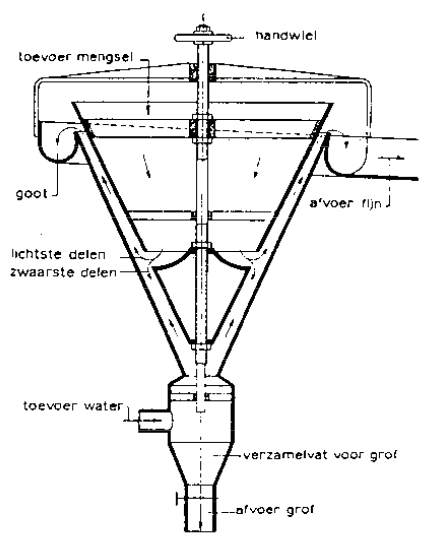 handwiel
toevoer mengsel
goot
afvoer fijn
lichtste delen
zwaarste delen
toevoer water
verzamelvat voor grof
afvoer grof